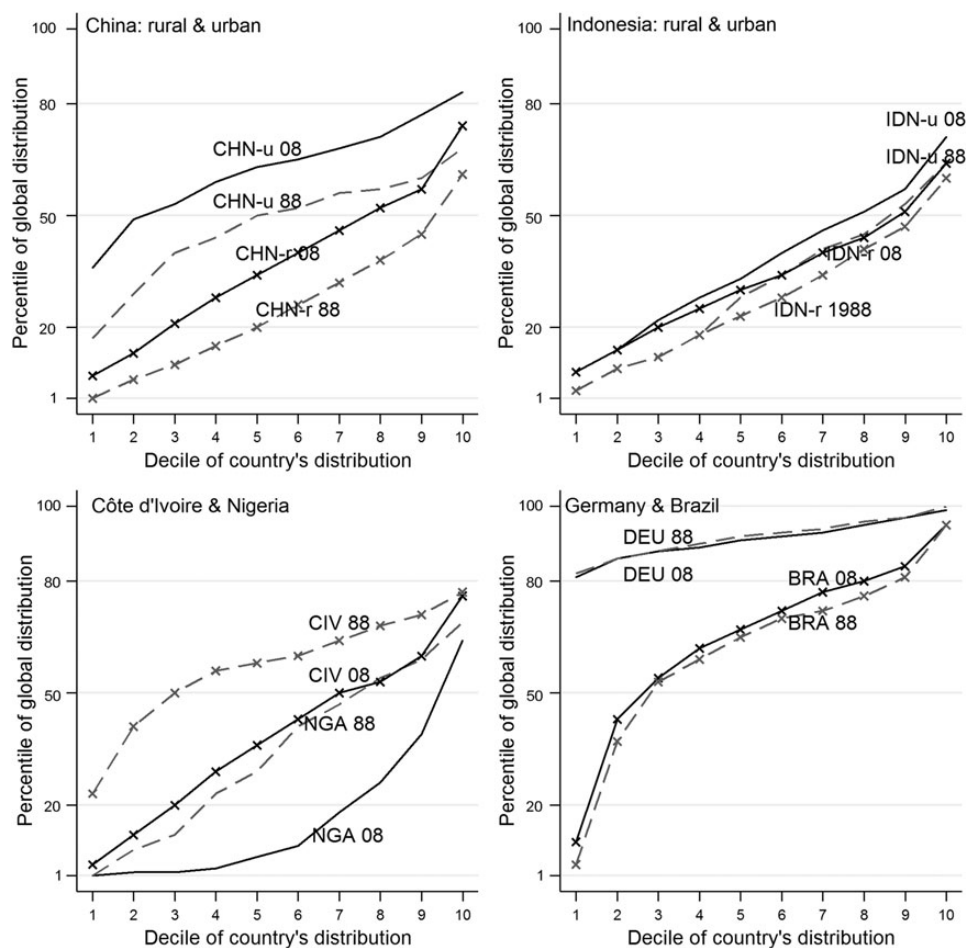 China: rural & urban
Percentile of global distribution
100
80
50
20
1
CHN-u 08
CHN-u 88
CHN-r 08
CHN-r 88
1 2 3 4 5 6 7 8 9 10
Decile of country's distribution
Indonesia: rural & urban
Percentile of global distribution
100
80
50
20
1
IDN-u 08
IDN-u 88
IDN-r 08
IDN-r 1988
1 2 3 4 5 6 7 8 9 10
Decile of country's distribution
Côte d'Ivoire & Nigeria
Percentile of global distribution
100
80
50
20
1
CIV 88
CIV 08
NGA 88
NGA 08
1 2 3 4 5 6 7 8 9 10
Decile of country's distribution
Germany & Brazil
Percentile of global distribution
100
80
50
20
1
DEU 88
DEU 08
BRA 08
BRA 88
1 2 3 4 5 6 7 8 9 10
Decile of country's distribution